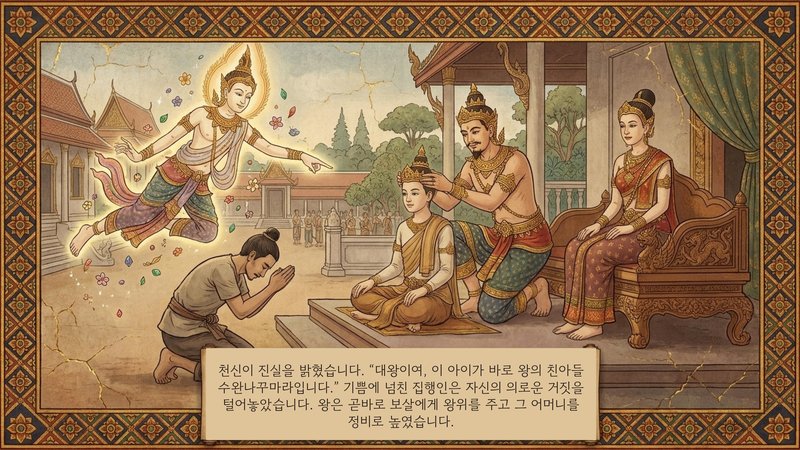 천신이 진실을 밝혔습니다. “대왕이여, 이 아이가 바로 왕의 친아들
수완나꾸마라입니다.” 기쁨에 넘친 집행인은 자신의 의로운 거짓을
털어놓았습니다. 왕은 곧바로 보살에게 왕위를 주고 그 어머니를
정비로 높였습니다.